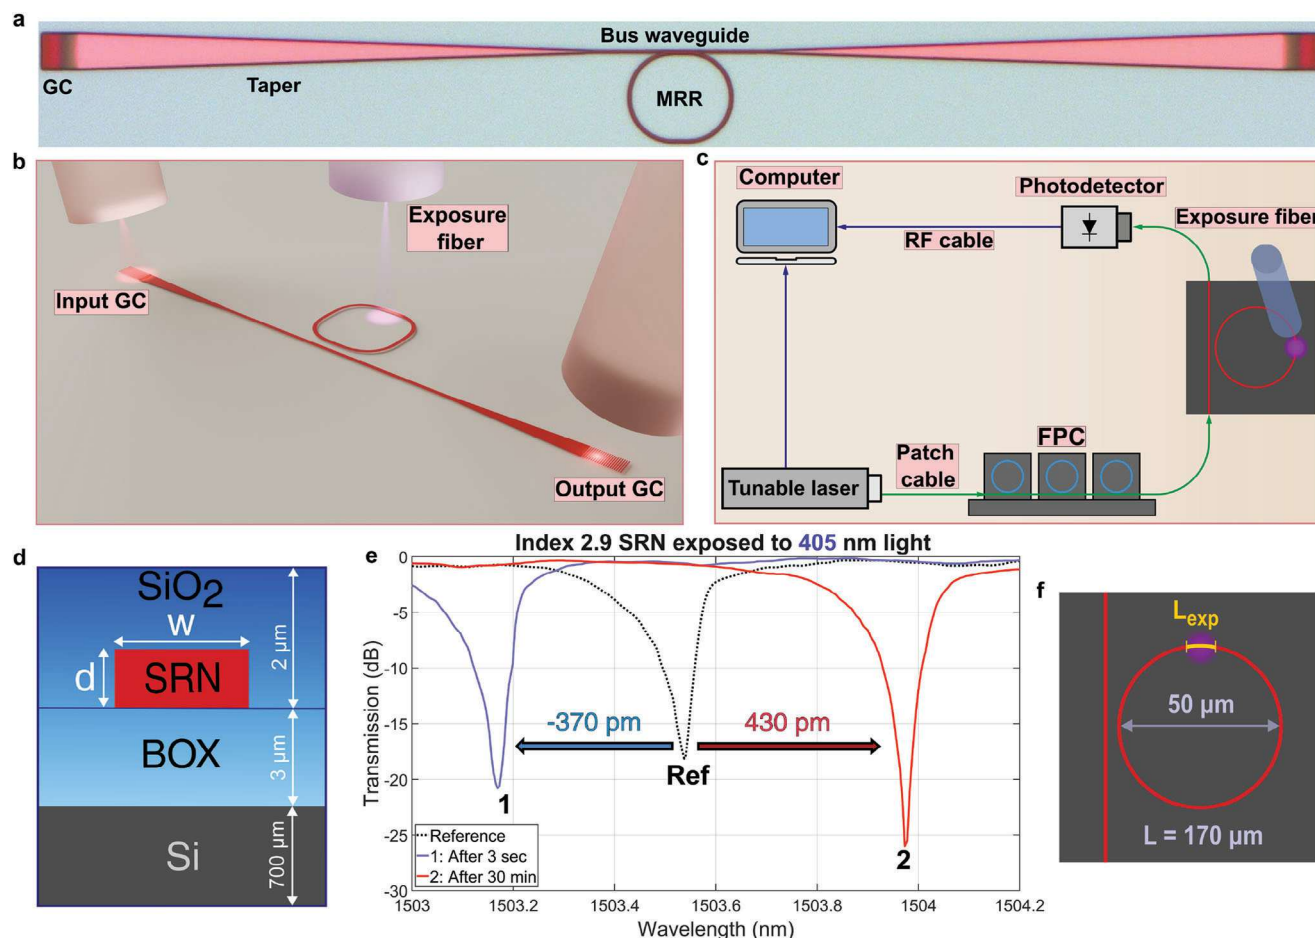 a
Bus waveguide
GC
Taper
MRR
b
Exposure
fiber
Input GC
Output GC
c
Computer
Photodetector
Exposure fiber
RF cable
FPC
Patch
cable
Tunable laser
d
SiO2
w
d
SRN
2 μm
BOX
3 μm
Si
700 μm
e
Index 2.9 SRN exposed to 405 nm light
Transmission (dB)
0
-5
-10
-15
-20
-25
-30
-370 pm
430 pm
Ref
1
2
Reference
1: After 3 sec
2: After 30 min
1503
1503.2
1503.4
1503.6
1503.8
1504
1504.2
Wavelength (nm)
f
Lexp
50 μm
L = 170 μm